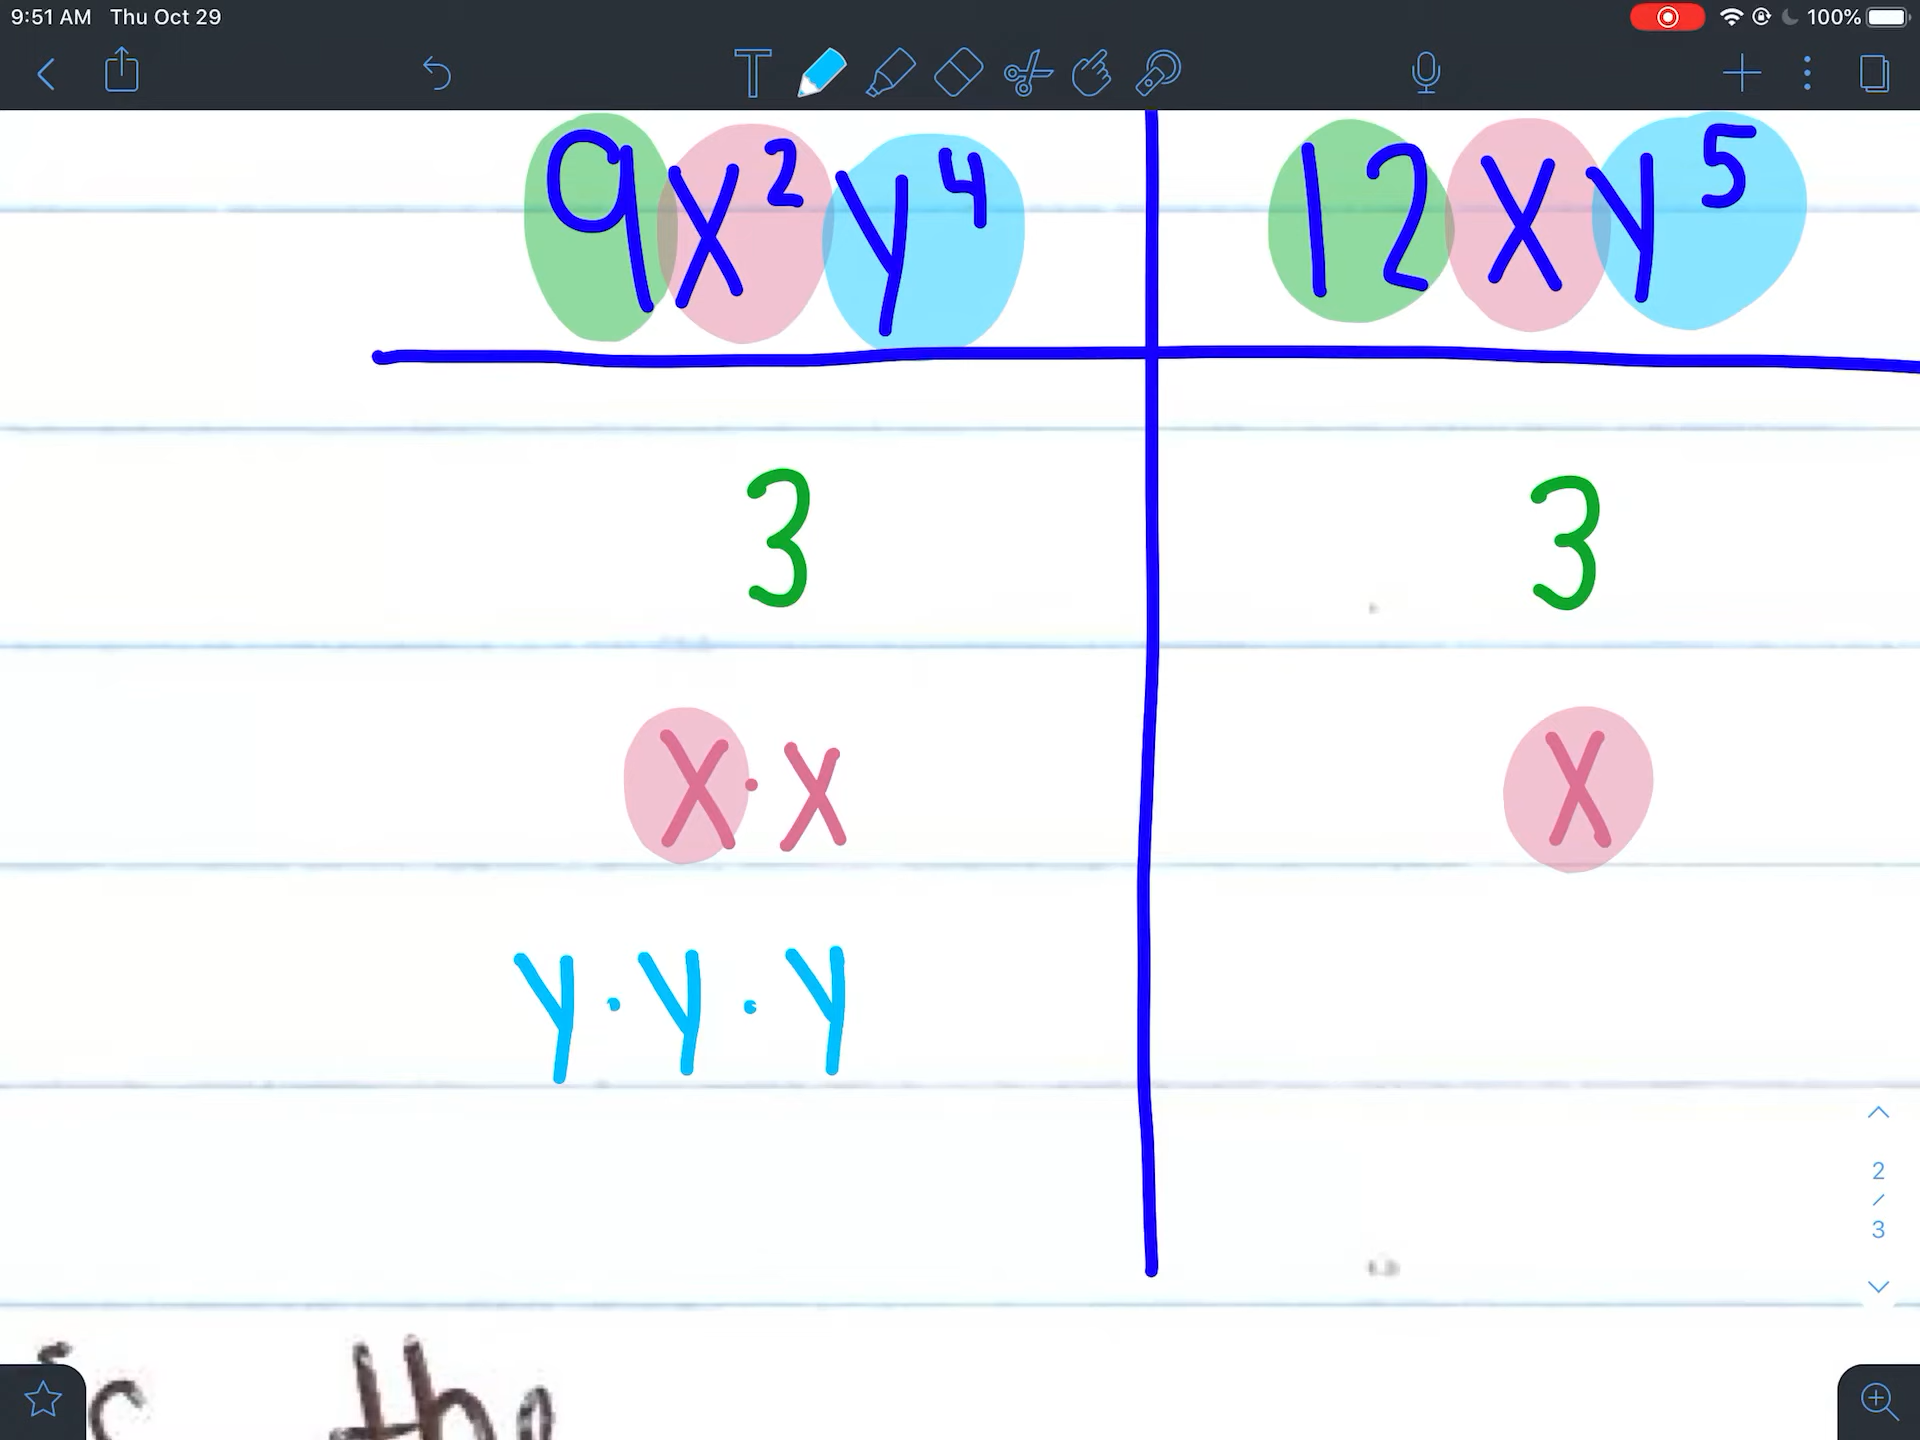 9:51 AM Thu Oct 29 100%
T
9x²y⁴ 12xy⁵
3 3
x·x x
y·y·y
2
/
3
the